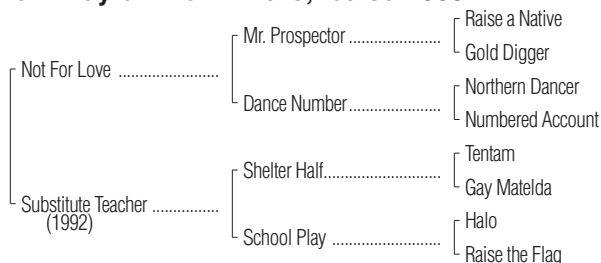 Raise a Native
Mr. Prospector ......................
Gold Digger
Not For Love ........................
Northern Dancer
Dance Number......................
Numbered Account
Tentam
Shelter Half...........................
Gay Matelda
Substitute Teacher ................
(1992)
Halo
School Play .........................
Raise the Flag